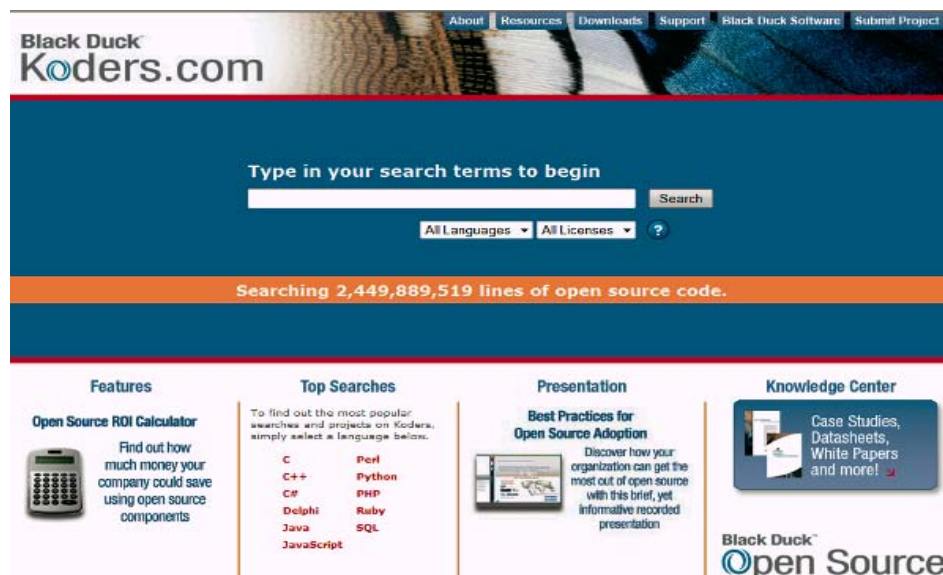 About Resources Downloads Support Black Duck Software Submit Project
Black Duck
Koders.com
Type in your search terms to begin
Search
All Languages All Licenses ?
Searching 2,449,889,519 lines of open source code.
Features
Open Source ROI Calculator
Find out how
much money your
company could save
using open source
components
Top Searches
To find out the most popular
searches and projects on Koders,
simply select a language below.
C Perl
C++ Python
C# PHP
Delphi Ruby
Java SQL
JavaScript
Presentation
Best Practices for
Open Source Adoption
Discover how your
organization can get the
most out of open source
with this brief, yet
informative recorded
presentation
Knowledge Center
Case Studies,
Datasheets,
White Papers
and more!
Black Duck™
Open Source